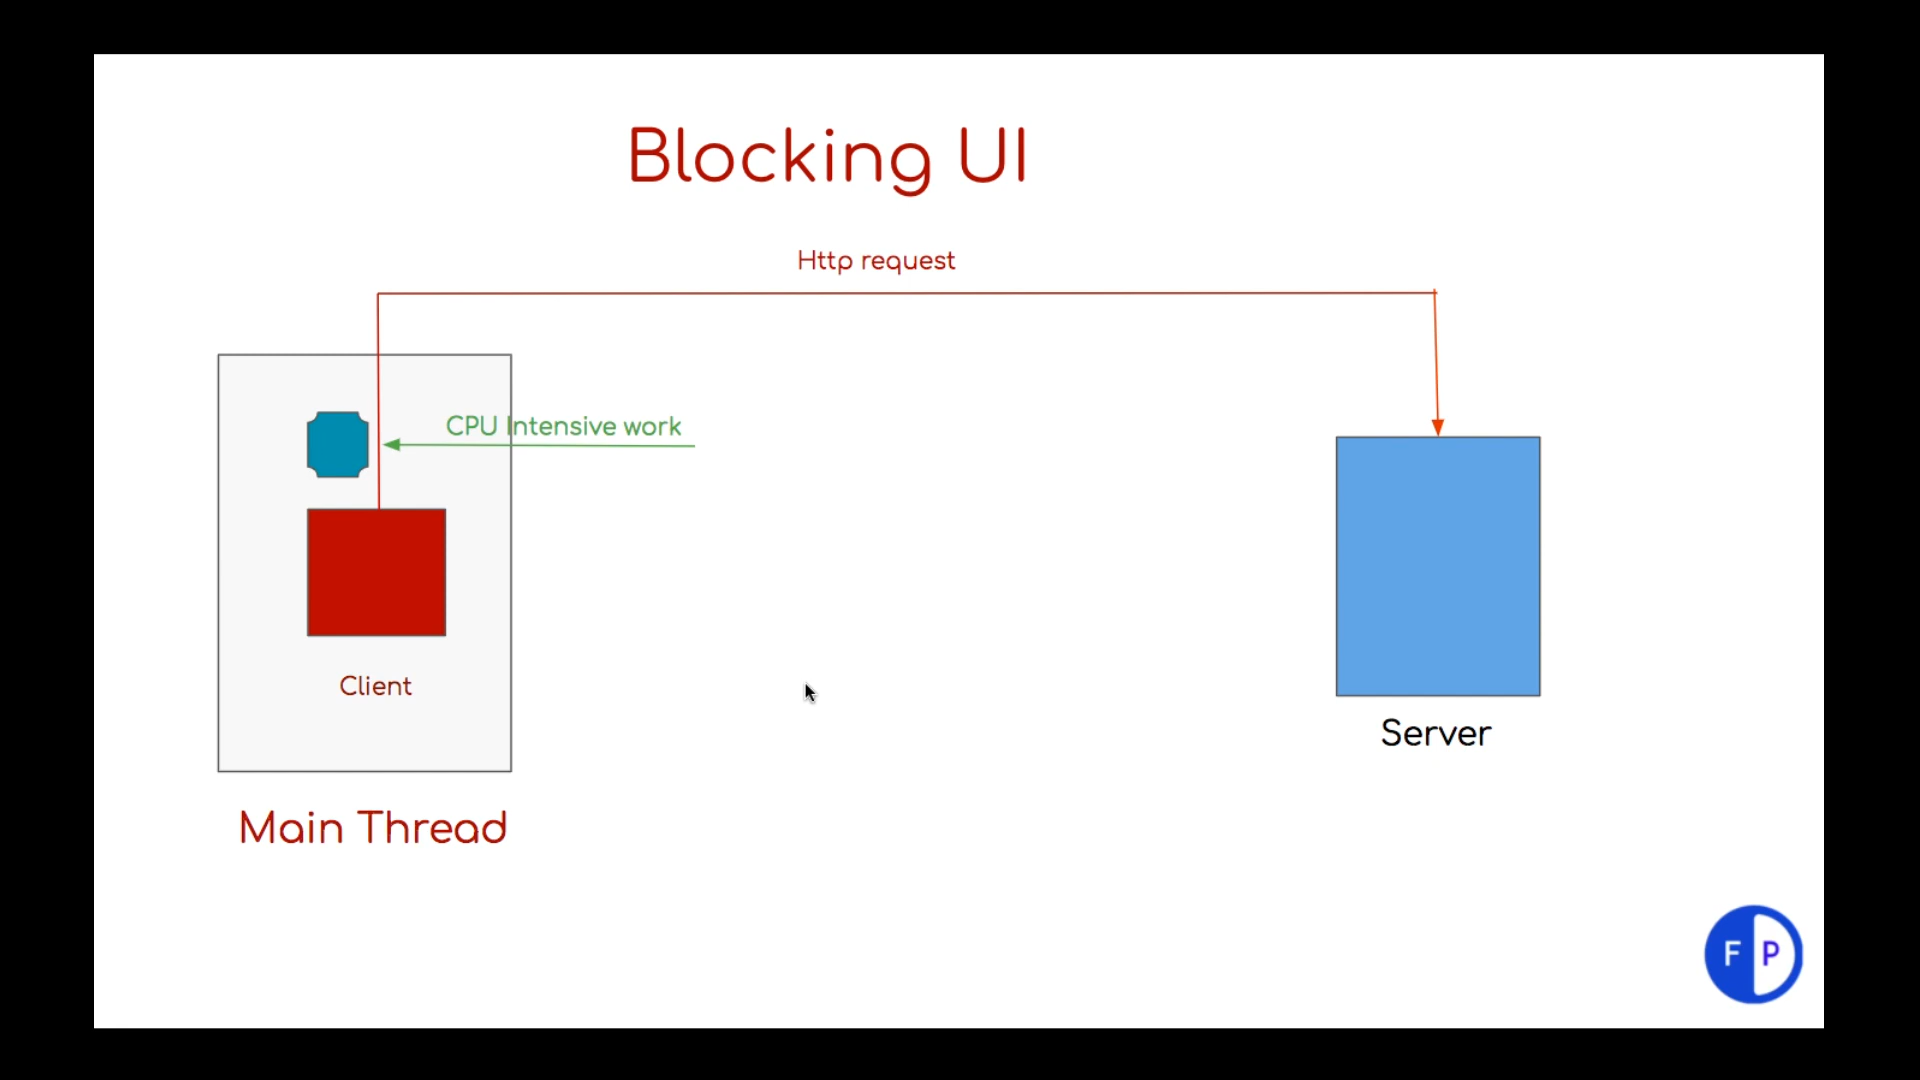 Blocking UI
Http request
CPU Intensive work
Client
Server
Main Thread
F P